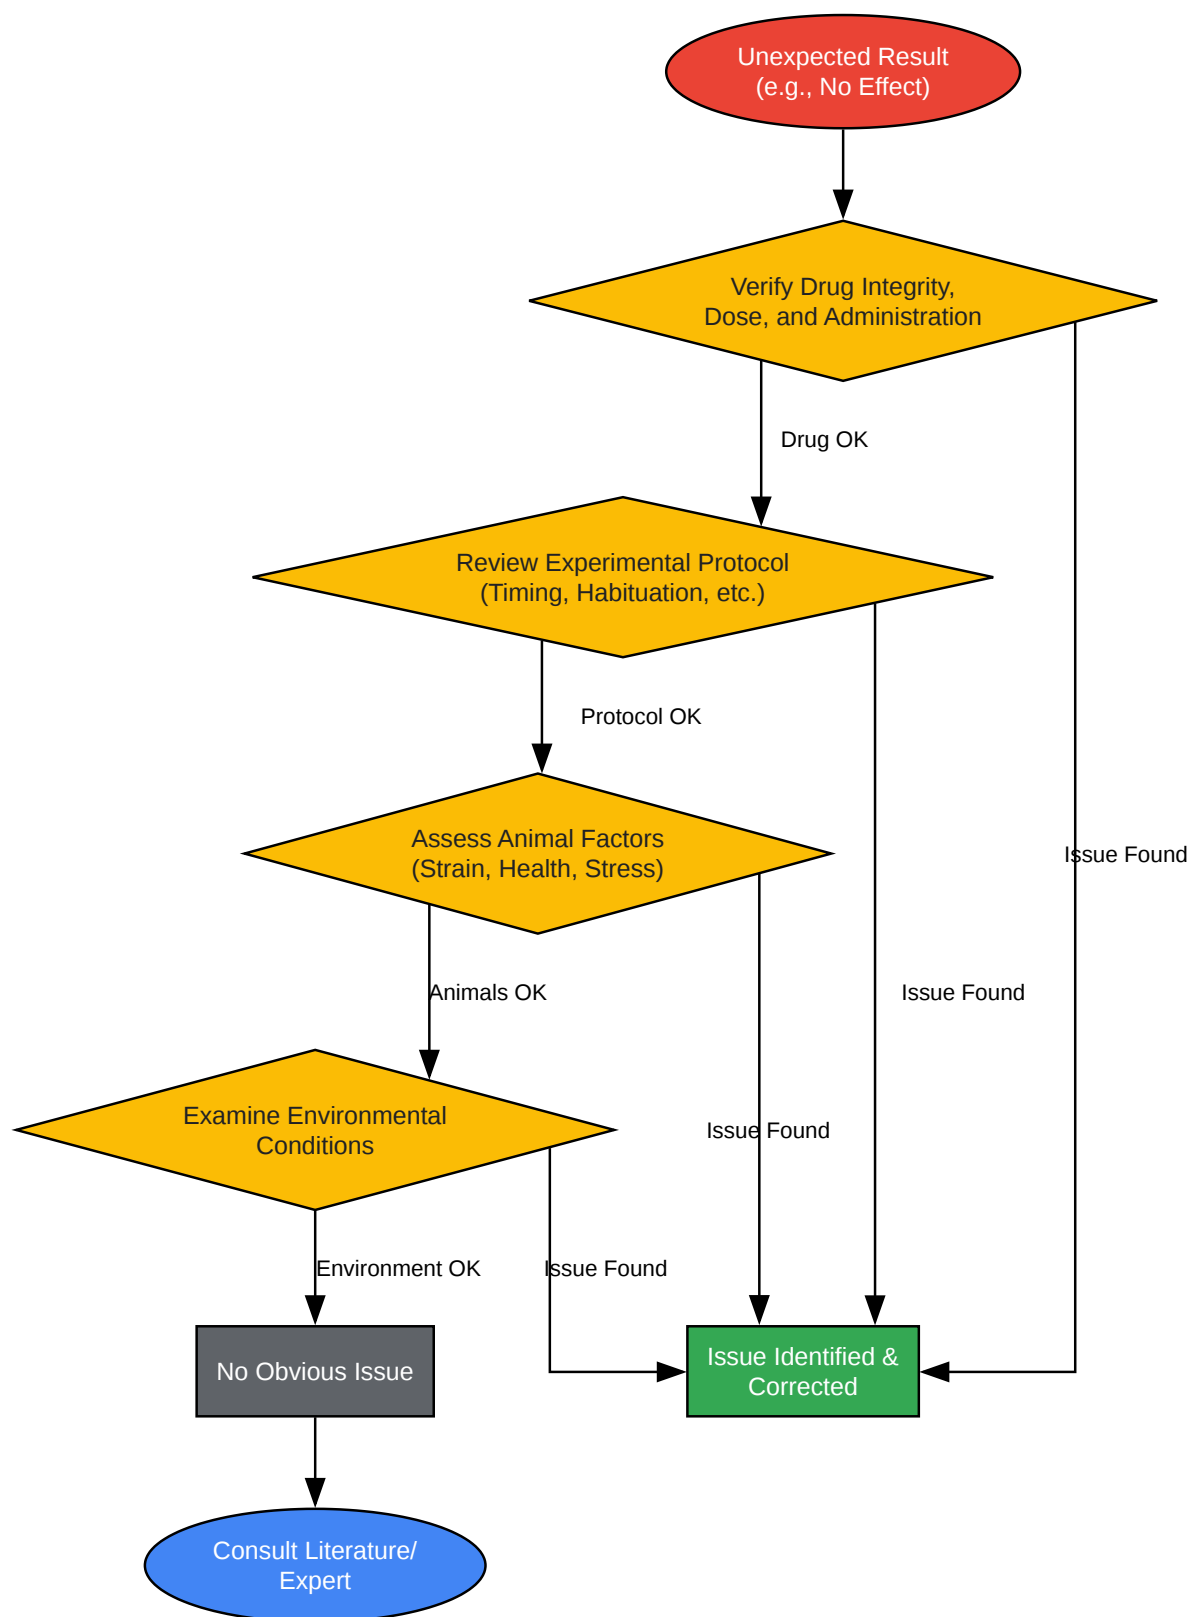 Unexpected Result
(e.g., No Effect)
Verify Drug Integrity,
Dose, and Administration
Drug OK
Review Experimental Protocol
(Timing, Habituation, etc.)
Protocol OK
Assess Animal Factors
(Strain, Health, Stress)
Issue Found
Animals OK
Issue Found
Examine Environmental
Conditions
Issue Found
Environment OK
Issue Found
No Obvious Issue
Issue Identified &
Corrected
Consult Literature/
Expert